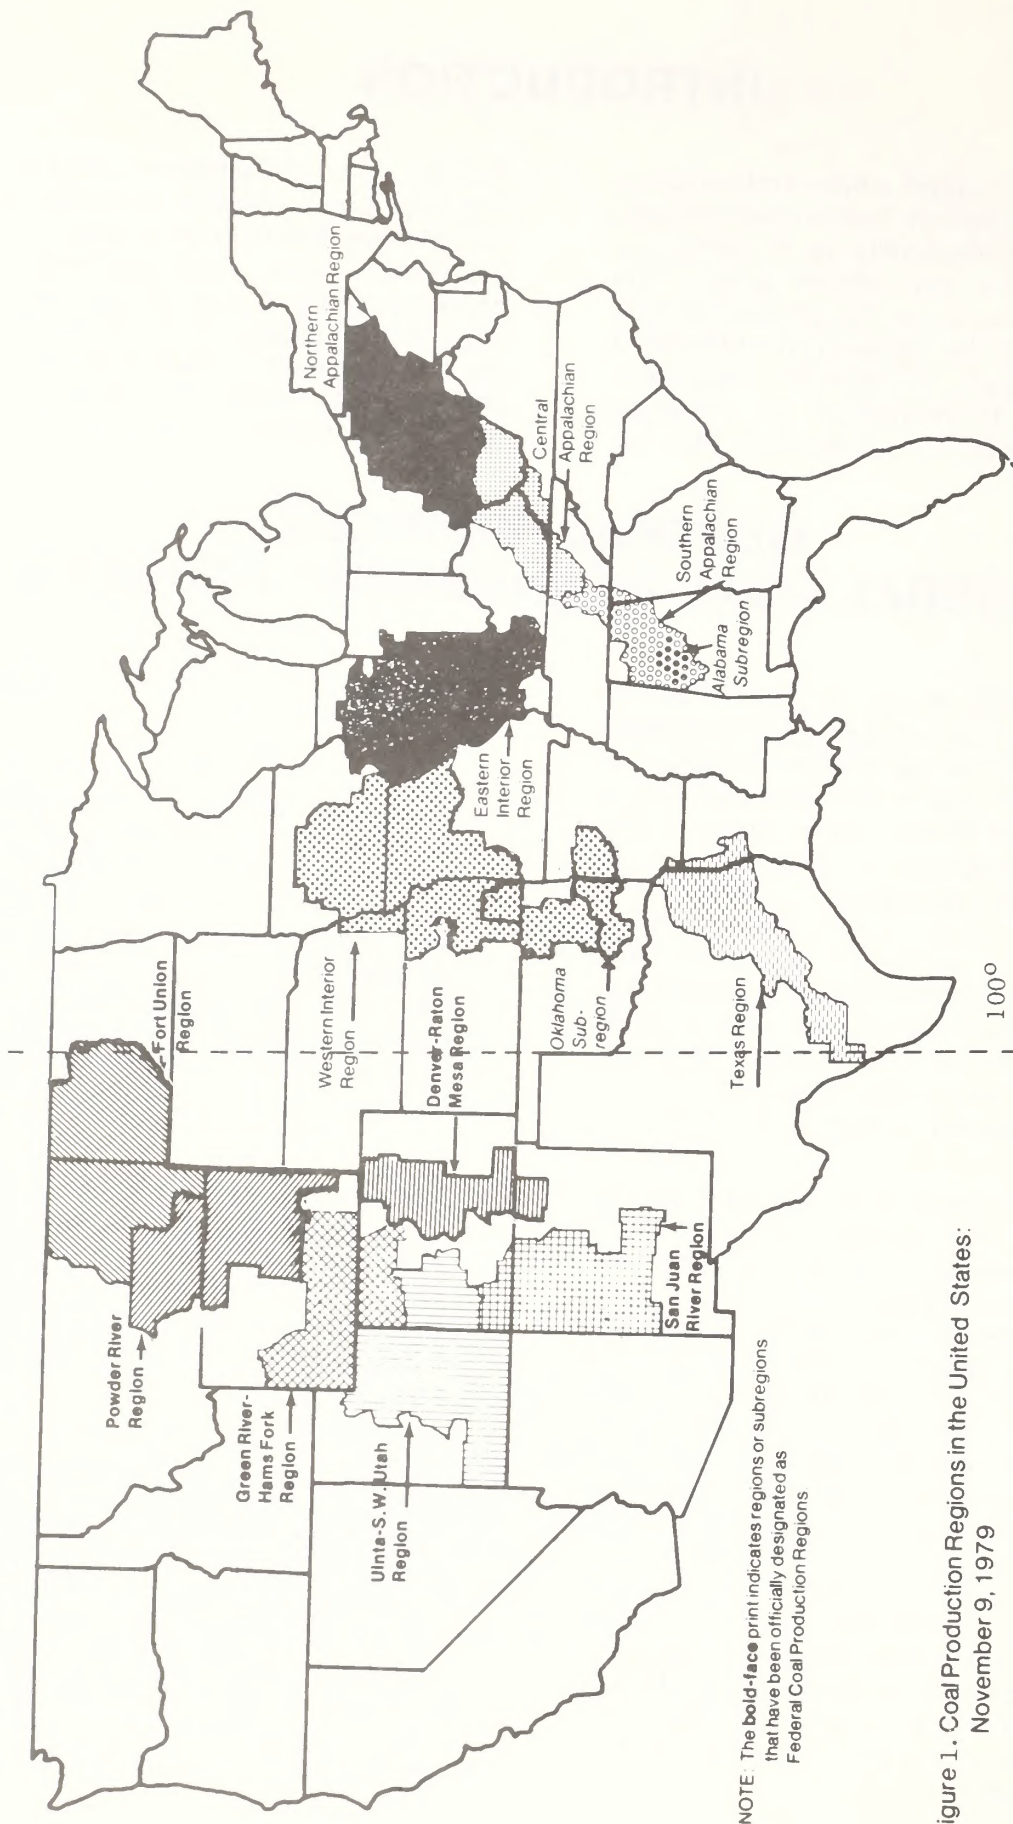 Northern
Appalachian Region
Central
Appalachian
Region
Southern
Appalachian
Region
Alabama
Subregion
Eastern
Interior
Region
Fort Union
Region
Western Interior
Region
Denver-Raton
Mesa Region
Oklahoma
Sub-
region
Texas Region
Powder River
Region
Green River-
Hams Fork
Region
Uinta-S.W. Utah
Region
San Juan
River Region
100°
NOTE: The bold-face print indicates regions or subregions
that have been officially designated as
Federal Coal Production Regions
igure 1. Coal Production Regions in the United States:
November 9, 1979